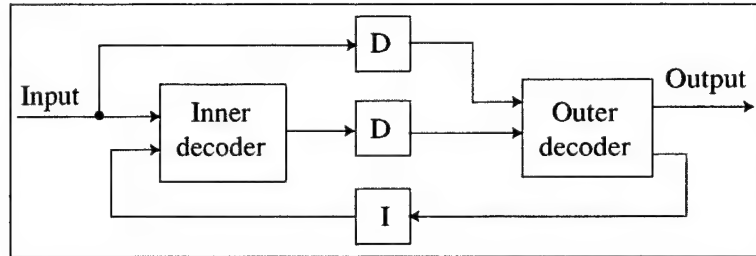 D
Input
Inner
decoder
D
Outer
decoder
Output
I